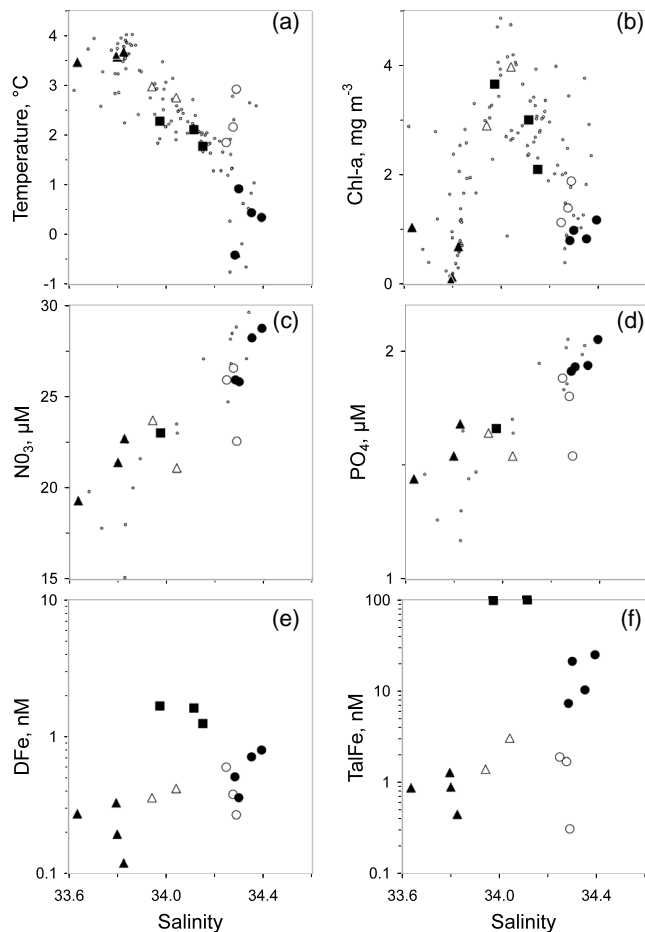 (a)
(b)
Temperature, °C
4
3
2
1
0
-1
Chl-a, mg m-3
4
2
0
(c)
(d)
N03, µM
30
25
20
15
PO4, µM
2
1
(e)
(f)
DFe, nM
10
1
0.1
TalFe, nM
100
10
1
0.1
33.6 34.0 34.4
33.6 34.0 34.4
Salinity
Salinity